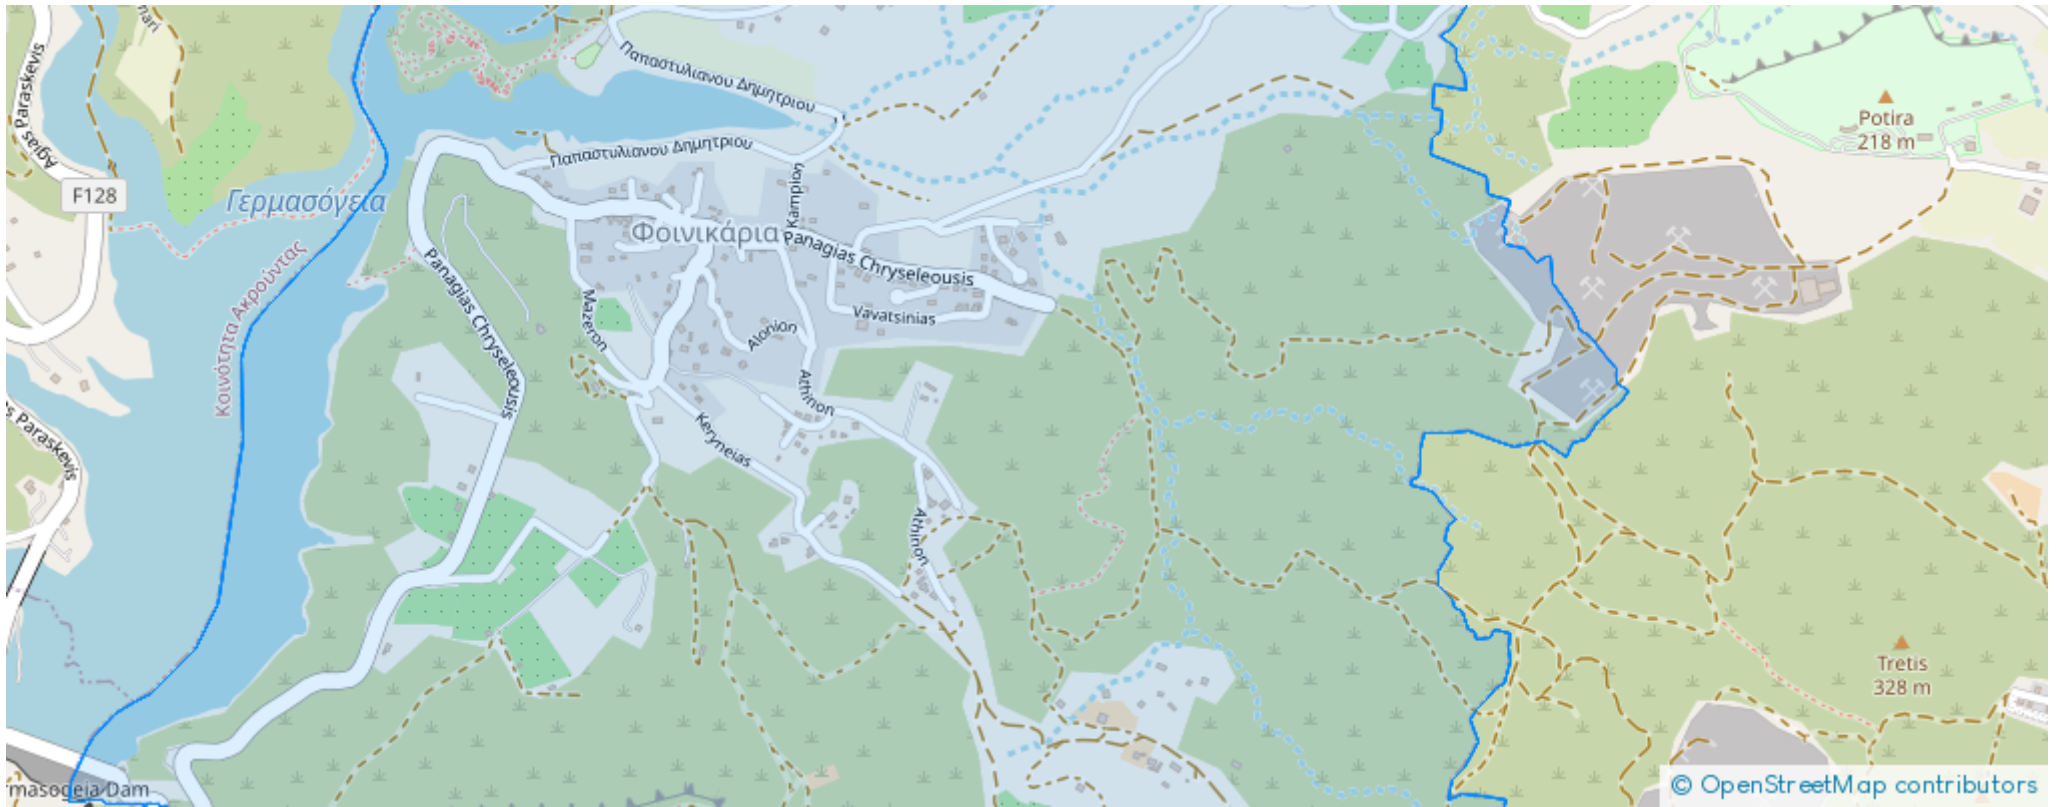 Agias Paraskevis
F128
Γερμασόγεια
Κοινότητα Ακρούντας
Παπαστυλιανου Δημητριου
Παπαστυλιανου Δημητριου
Kampion
Φοινικάρια
Panagias Chryseleousis
Panagias Chryseleousis
Mazeron
Alonion
Vavatsinias
Athinon
Keryneias
Athinon
Potira
218 m
Tretis
328 m
s Paraskevis
rmasogeia Dam
© OpenStreetMap contributors